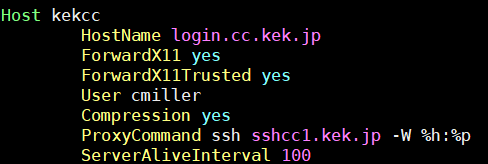 Host kekcc
HostName login.cc.kek.jp
ForwardX11 yes
ForwardX11Trusted yes
User cmiller
Compression yes
ProxyCommand ssh sshcc1.kek.jp -W %h:%p
ServerAliveInterval 100